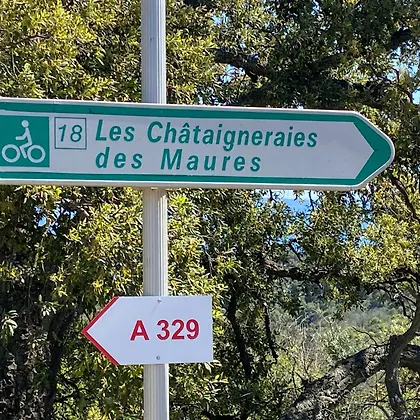 18 Les Châtaigneraies
des Maures
A 329